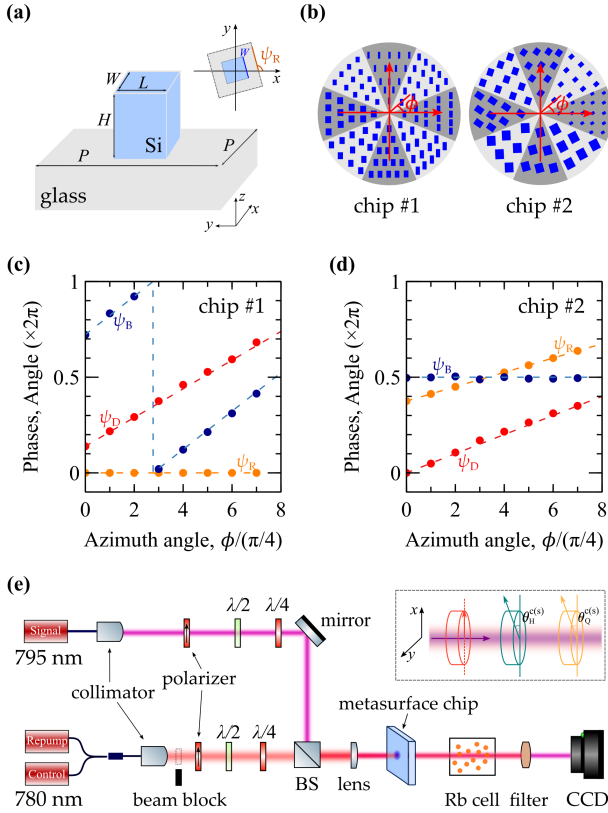 (a)
W
L
H
Si
P
P
glass
z
x
y
W
ψR
x
(b)
ϕ
ϕ
chip #1
chip #2
(c)
chip #1
Phases, Angle (×2π)
1
0.5
0
ψB
ψD
ψR
0 2 4 6 8
Azimuth angle, ϕ/(π/4)
(d)
chip #2
Phases, Angle (×2π)
1
0.5
0
ψB
ψR
ψD
0 2 4 6 8
Azimuth angle, ϕ/(π/4)
(e)
Signal
795 nm
collimator
polarizer
λ/2
λ/4
mirror
x
y
θH^c(s)
θQ^c(s)
Repump
Control
780 nm
beam block
λ/2
λ/4
BS
lens
metasurface chip
Rb cell
filter
CCD